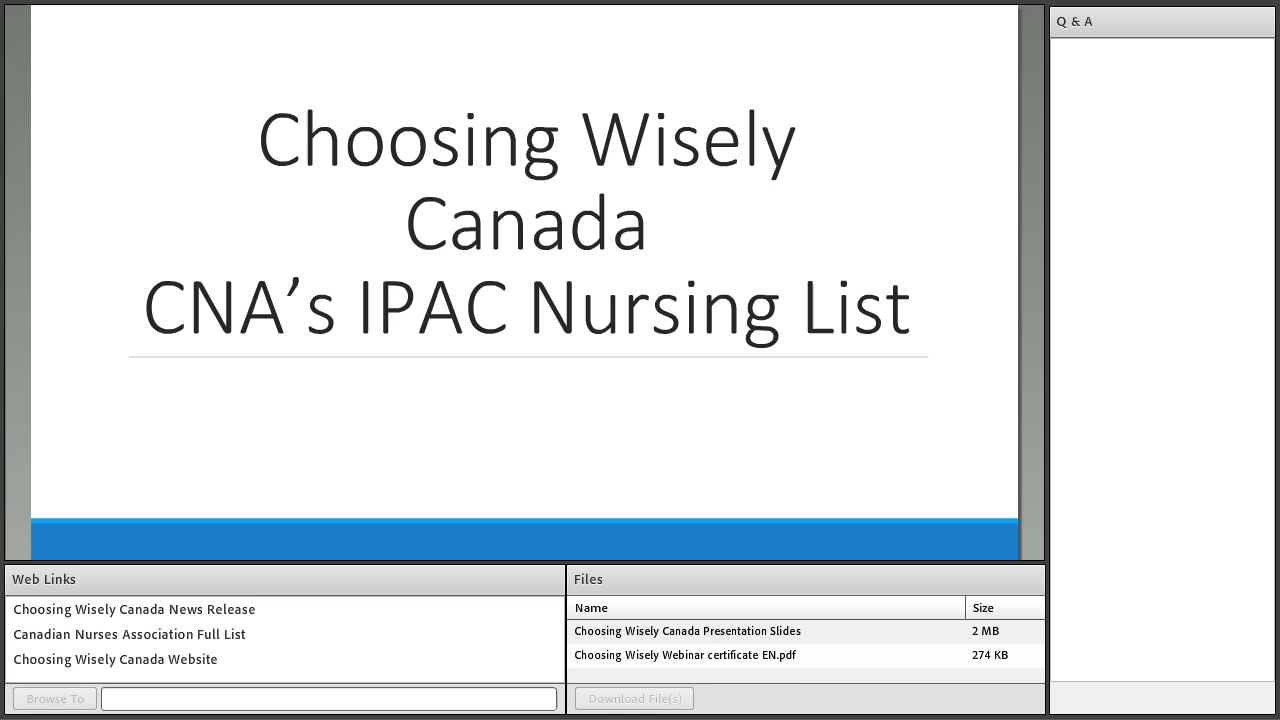 Choosing Wisely
Canada
CNA’s IPAC Nursing List
Q & A
Web Links
Choosing Wisely Canada News Release
Canadian Nurses Association Full List
Choosing Wisely Canada Website
Browse To
Files
Name Size
Choosing Wisely Canada Presentation Slides 2 MB
Choosing Wisely Webinar certificate EN.pdf 274 KB
Download File(s)